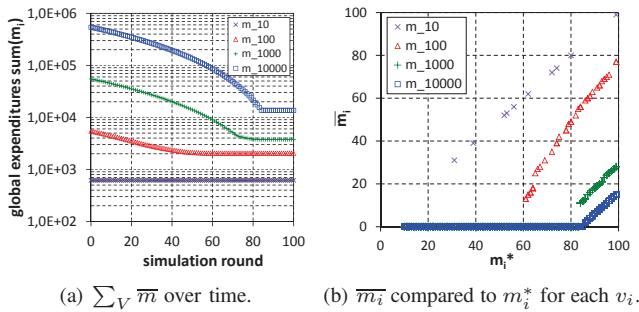 global expenditures sum(mᵢ)
1,0E+06
1,0E+05
1,0E+04
1,0E+03
1,0E+02
m_10
m_100
m_1000
m_10000
0 20 40 60 80 100
simulation round
(a) ∑_V m̅ over time.
m̅ᵢ
100
80
60
40
20
0
m_10
m_100
m_1000
m_10000
0 20 40 60 80 100
mᵢ*
(b) m̅ᵢ compared to mᵢ* for each vᵢ.